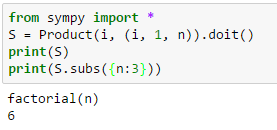 from sympy import *
S = Product(i, (i, 1, n)).doit()
print(S)
print(S.subs({n:3}))
factorial(n)
6